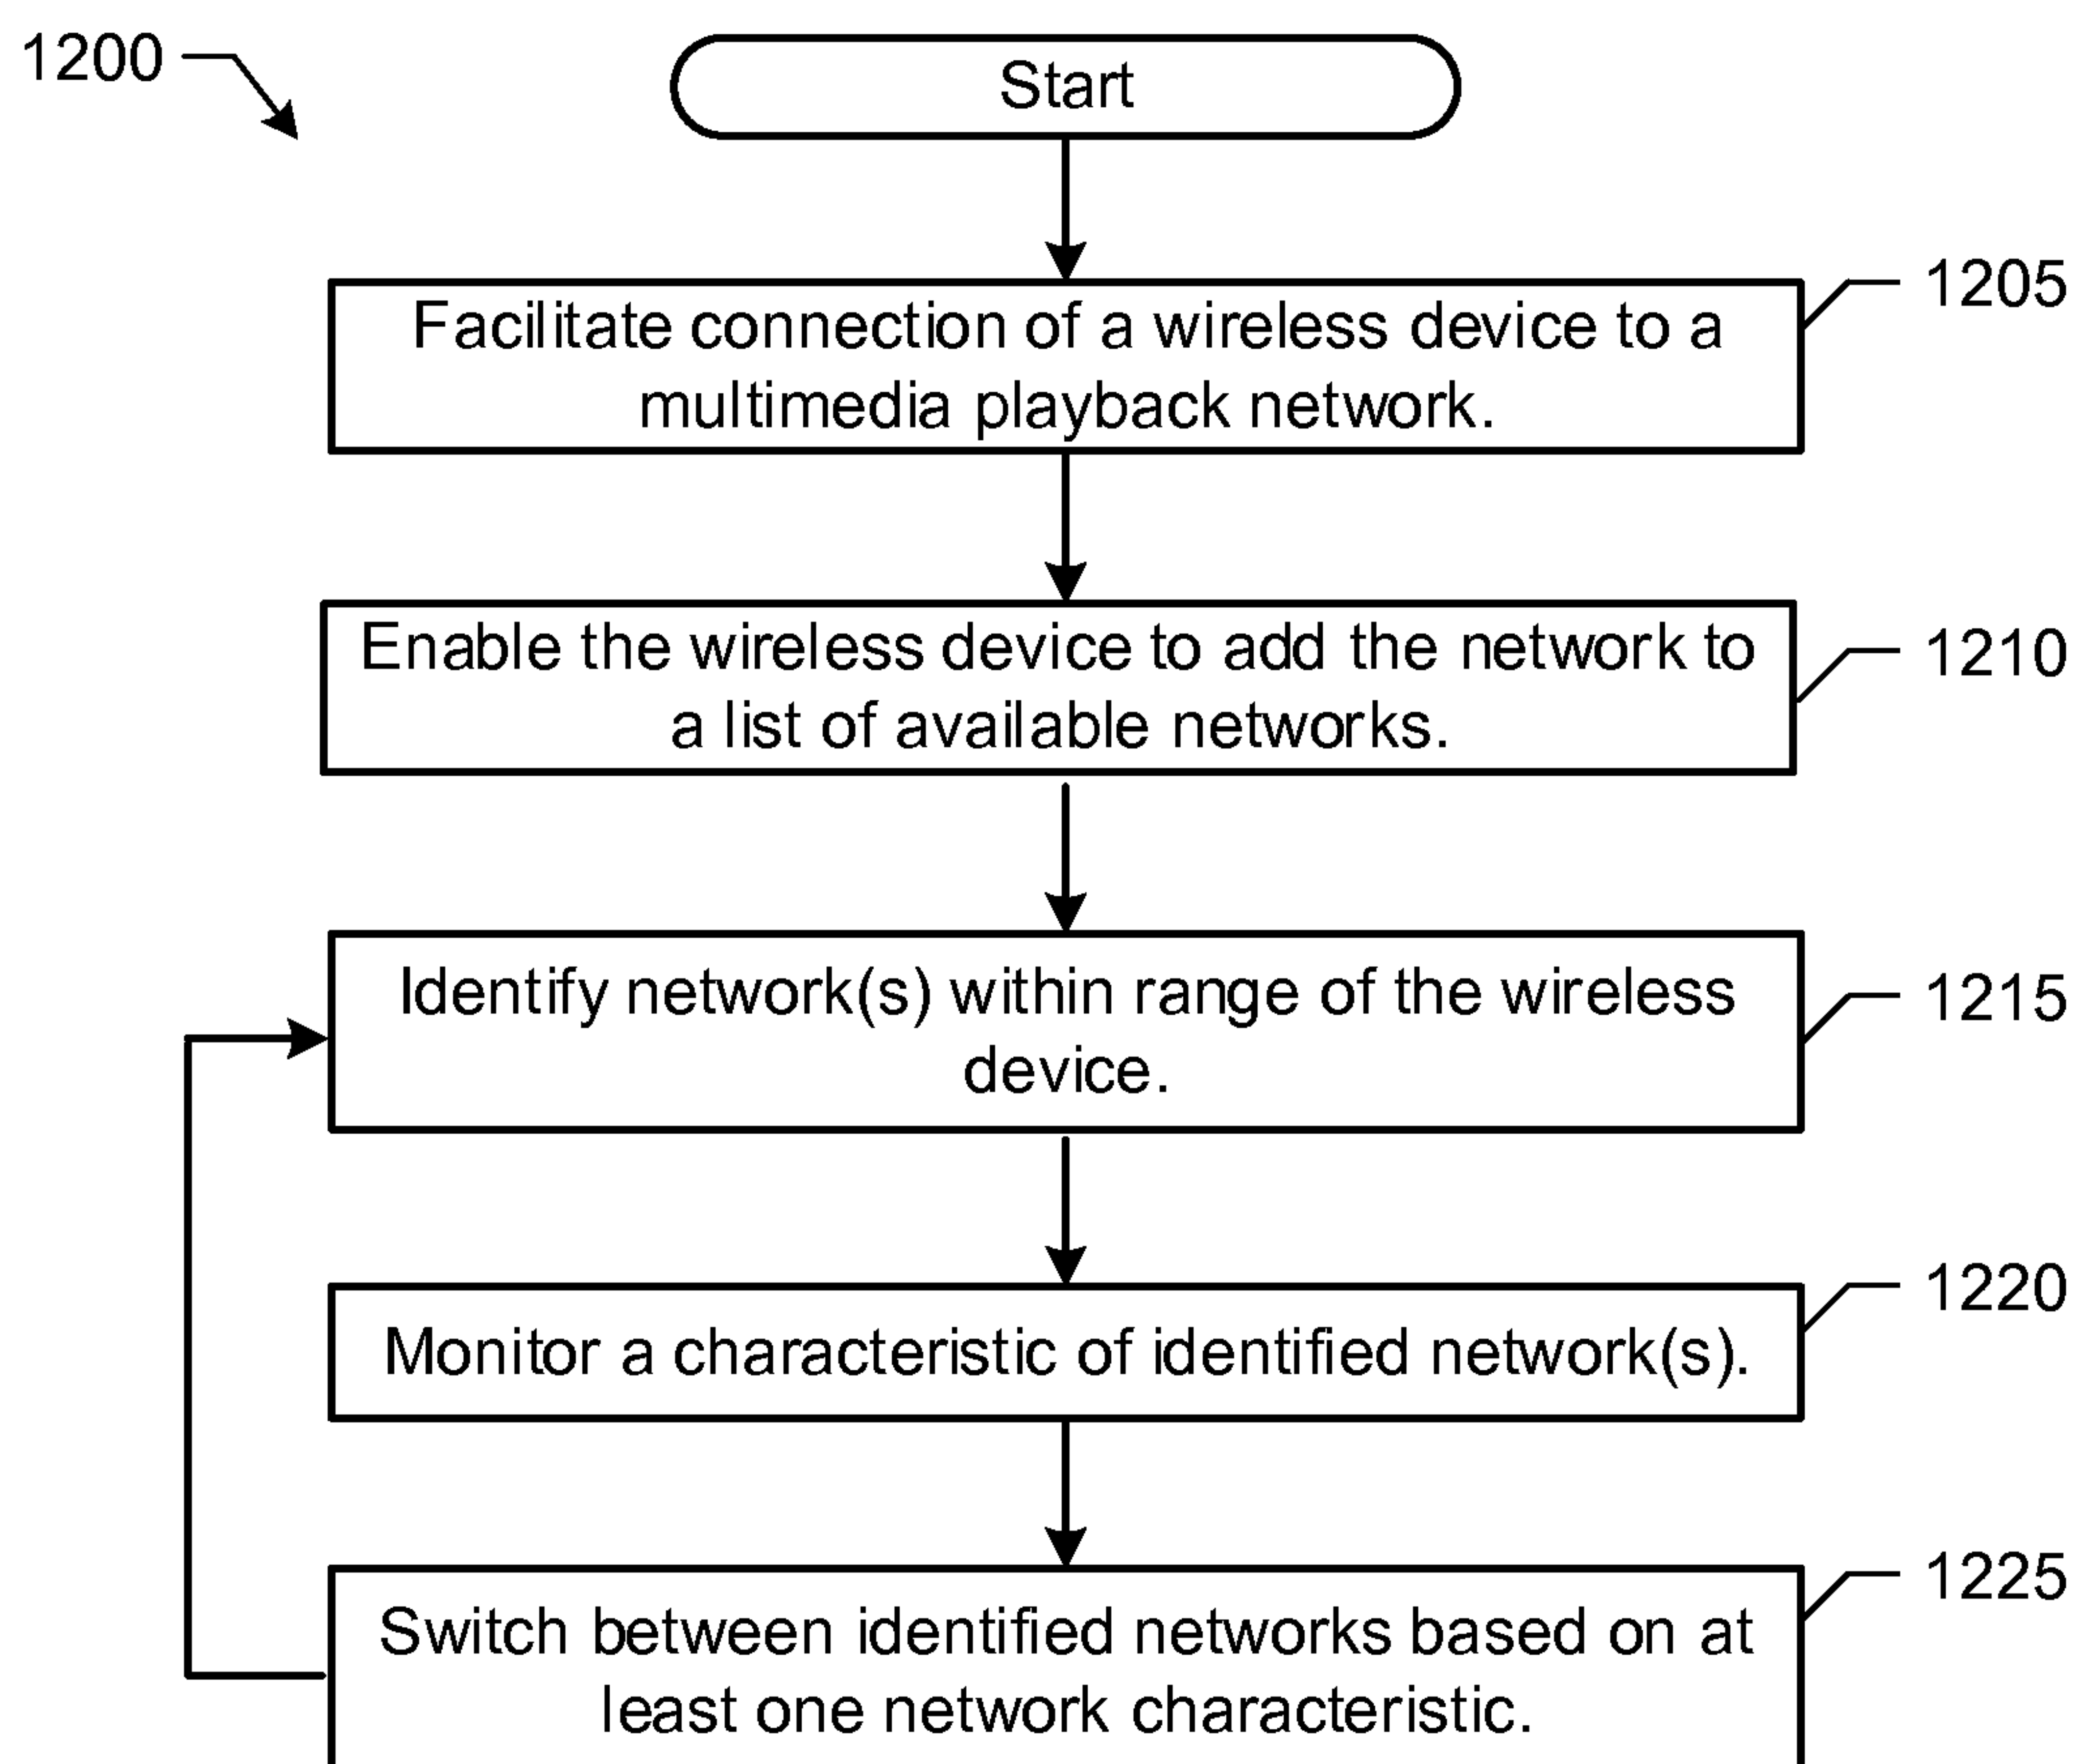 1200
Start
1205
Facilitate connection of a wireless device to a
multimedia playback network.
1210
Enable the wireless device to add the network to
a list of available networks.
1215
Identify network(s) within range of the wireless
device.
1220
Monitor a characteristic of identified network(s).
1225
Switch between identified networks based on at
least one network characteristic.